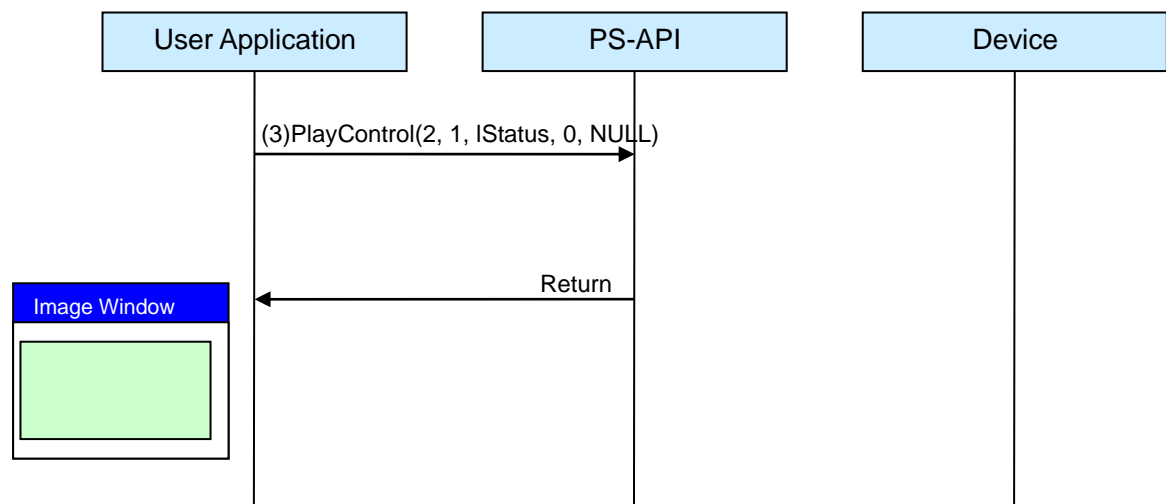 User Application
PS-API
Device
(3)PlayControl(2, 1, lStatus, 0, NULL)
Return
Image Window